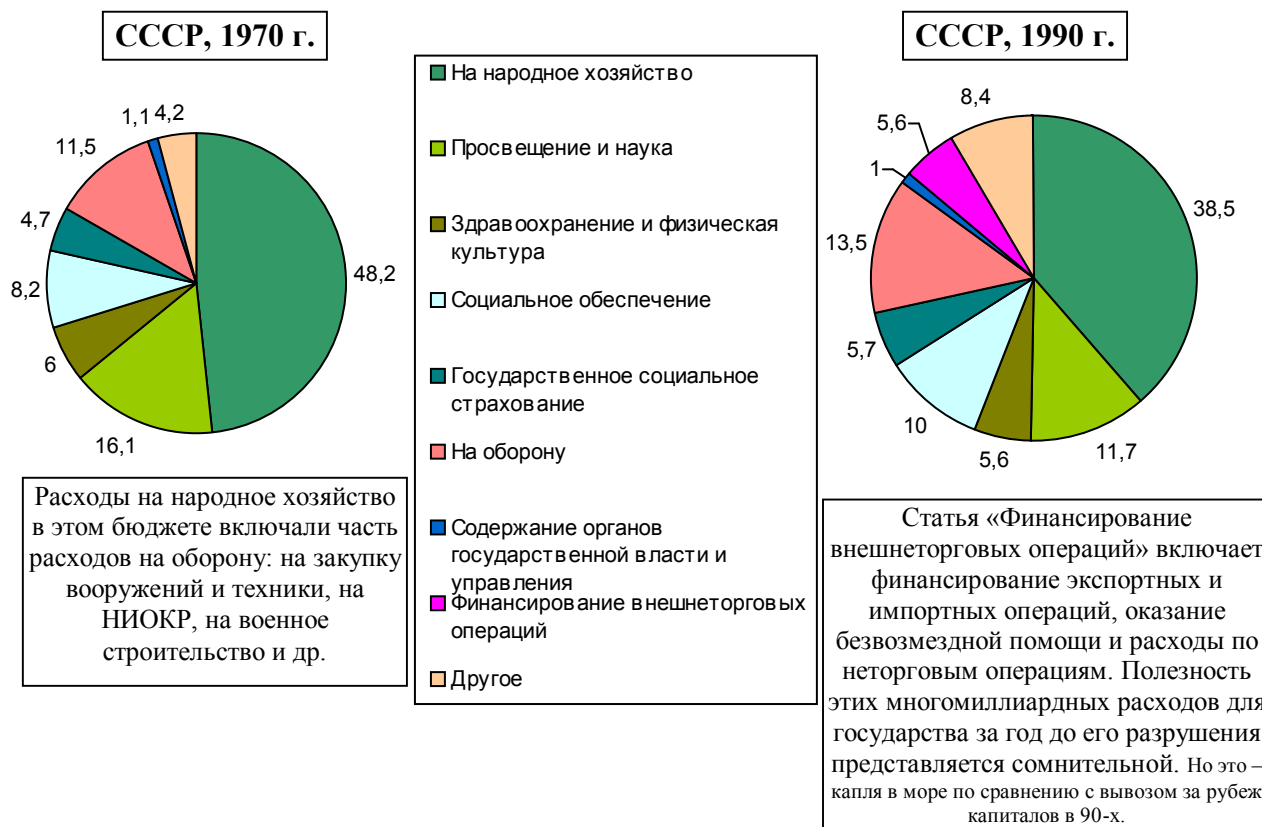 СССР, 1970 г.
1,1
4,2
11,5
4,7
8,2
6
16,1
48,2
Расходы на народное хозяйство
в этом бюджете включали часть
расходов на оборону: на закупку
вооружений и техники, на
НИОКР, на военное
строительство и др.
На народное хозяйство
Просвещение и наука
Здравоохранение и физическая
культура
Социальное обеспечение
Государственное социальное
страхование
На оборону
Содержание органов
государственной власти и
управления
Финансирование внешнеторговых
операций
Другое
СССР, 1990 г.
8,4
5,6
1
13,5
5,7
10
5,6
11,7
38,5
Статья «Финансирование
внешнеторговых операций» включает
финансирование экспортных и
импортных операций, оказание
безвозмездной помощи и расходы по
неторговым операциям. Полезность
этих многомиллиардных расходов для
государства за год до его разрушения
представляется сомнительной. Но это –
капля в море по сравнению с вывозом за рубеж
капиталов в 90-х.